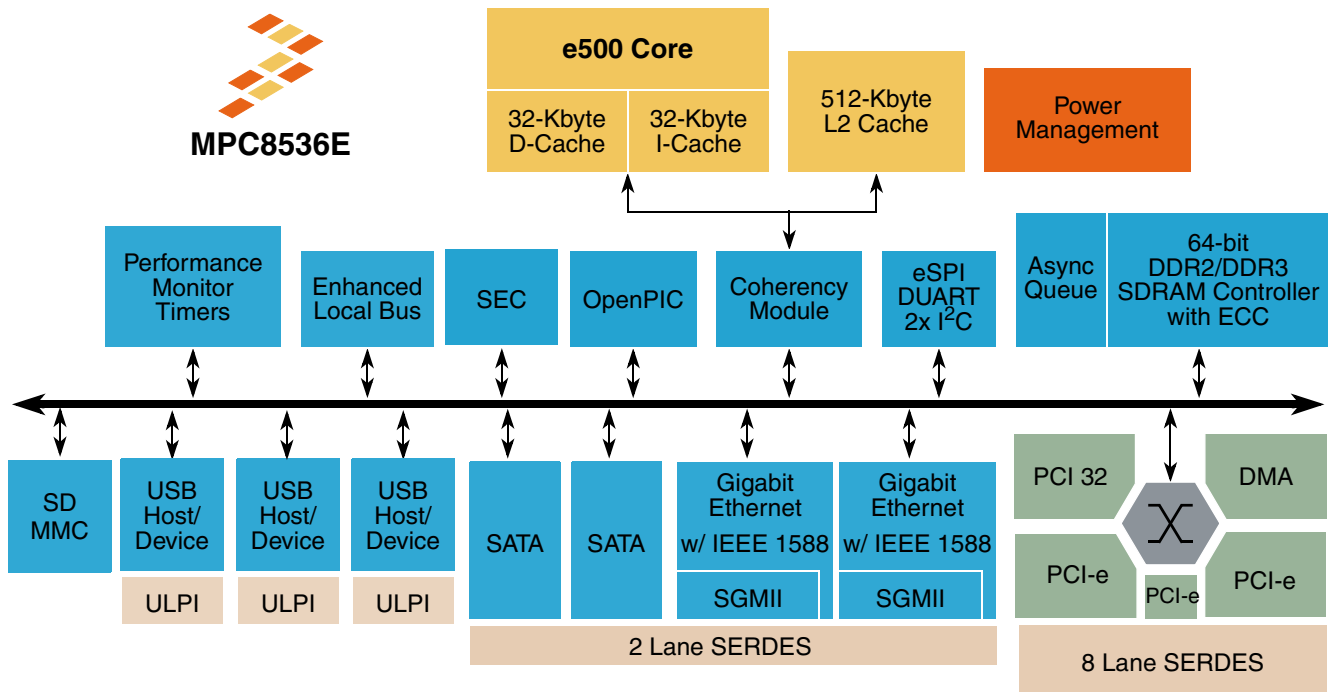 MPC8536E
e500 Core
32-Kbyte
D-Cache
32-Kbyte
I-Cache
512-Kbyte
L2 Cache
Power
Management
Performance
Monitor
Timers
Enhanced
Local Bus
SEC
OpenPIC
Coherency
Module
eSPI
DUART
2x I²C
Async
Queue
64-bit
DDR2/DDR3
SDRAM Controller
with ECC
SD
MMC
USB
Host/
Device
ULPI
USB
Host/
Device
ULPI
USB
Host/
Device
ULPI
SATA
SATA
Gigabit
Ethernet
w/ IEEE 1588
SGMII
Gigabit
Ethernet
w/ IEEE 1588
SGMII
2 Lane SERDES
PCI 32
DMA
PCI-e
PCI-e
PCI-e
8 Lane SERDES